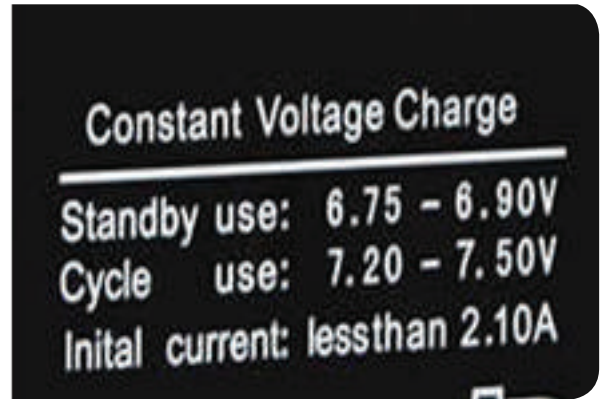 Constant Voltage Charge
Standby use: 6.75 - 6.90V
Cycle use: 7.20 - 7.50V
Inital current: lessthan 2.10A